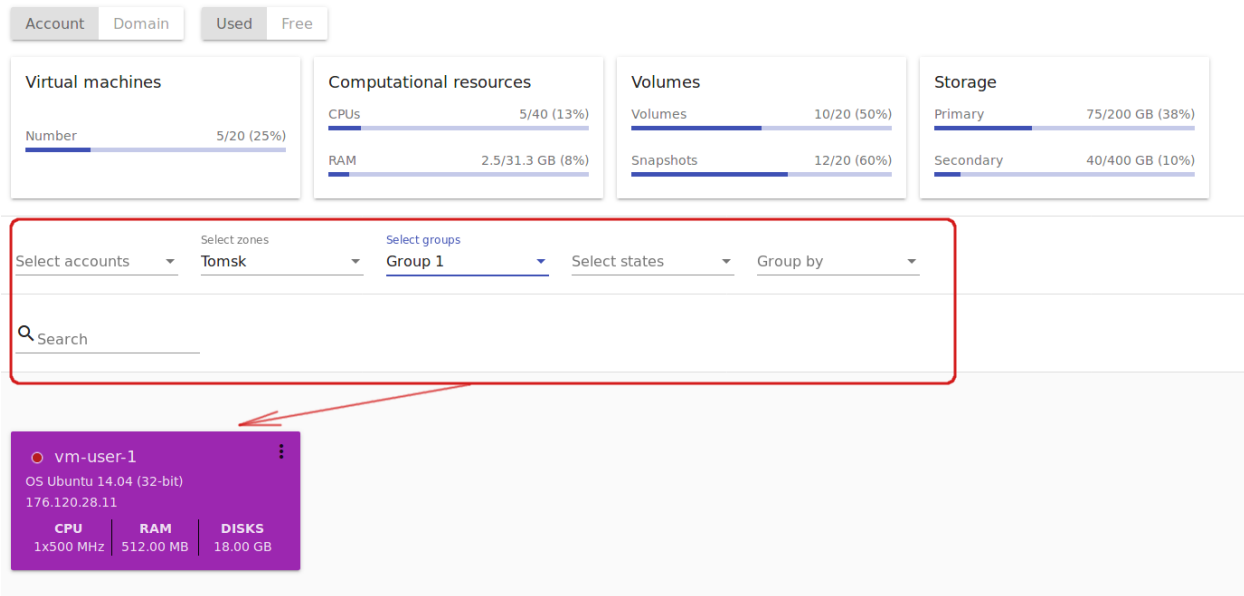 Account Domain Used Free
Virtual machines
Number 5/20 (25%)
Computational resources
CPUs 5/40 (13%)
RAM 2.5/31.3 GB (8%)
Volumes
Volumes 10/20 (50%)
Snapshots 12/20 (60%)
Storage
Primary 75/200 GB (38%)
Secondary 40/400 GB (10%)
Select accounts
Select zones
Tomsk
Select groups
Group 1
Select states
Group by
Search
vm-user-1
OS Ubuntu 14.04 (32-bit)
176.120.28.11
CPU RAM DISKS
1x500 MHz 512.00 MB 18.00 GB